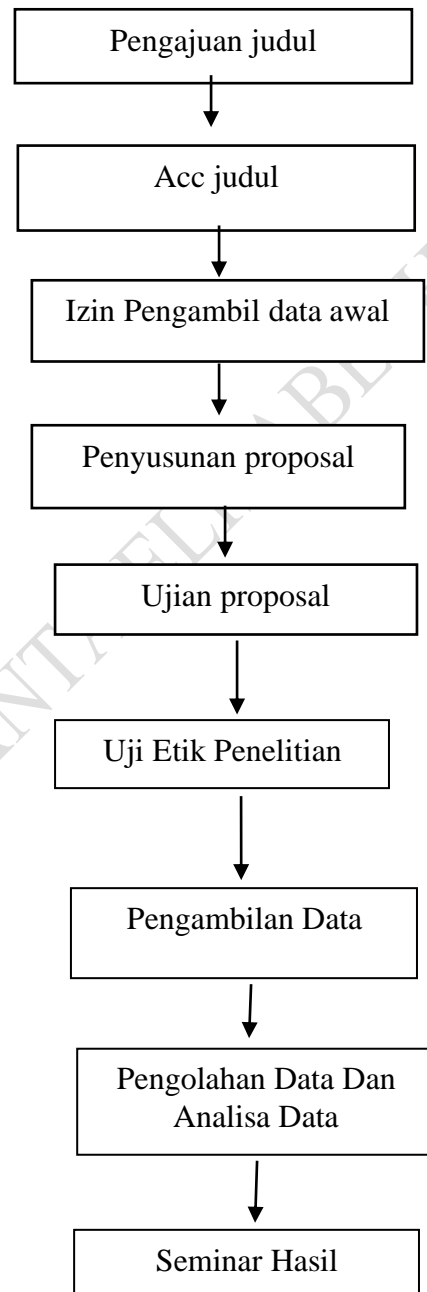 Pengajuan judul
Acc judul
Izin Pengambil data awal
Penyusunan proposal
Ujian proposal
Uji Etik Penelitian
Pengambilan Data
Pengolahan Data Dan
Analisa Data
Seminar Hasil